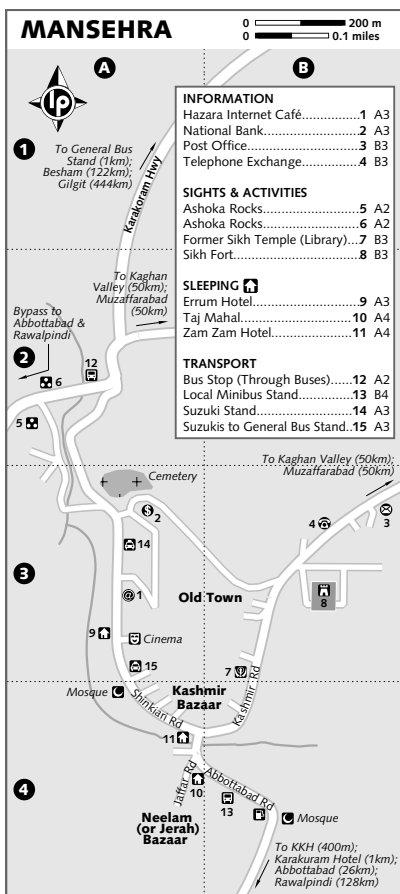 MANSEHRA
0 200 m
0 0.1 miles
A
B
lp
1
To General Bus
Stand (1km);
Besham (122km);
Gilgit (444km)
Karakoram Hwy
INFORMATION
Hazara Internet Café.................1 A3
National Bank............................2 A3
Post Office.................................3 B3
Telephone Exchange..................4 B3
SIGHTS & ACTIVITIES
Ashoka Rocks............................5 A2
Ashoka Rocks............................6 A2
Former Sikh Temple (Library)...7 B3
Sikh Fort....................................8 B3
SLEEPING
Errum Hotel...............................9 A3
Taj Mahal.................................10 A4
Zam Zam Hotel.......................11 A4
TRANSPORT
Bus Stop (Through Buses)......12 A2
Local Minibus Stand...............13 B4
Suzuki Stand...........................14 A3
Suzukis to General Bus Stand..15 A3
To Kaghan
Valley (50km);
Muzaffarabad
(50km)
Bypass to
Abbottabad &
Rawalpindi
2
12
6
5
To Kaghan Valley (50km);
Muzaffarabad (50km)
Cemetery
$ 2
4
3
14
3
@ 1
Old Town
8
9
Cinema
15
7
Mosque
Kashmir
Bazaar
Shinkiari Rd
Kashmir Rd
11
Jaffar Rd
Abbottabad Rd
10
4
13
Mosque
Neelam
(or Jerah)
Bazaar
To KKH (400m);
Karakuram Hotel (1km);
Abbottabad (26km);
Rawalpindi (128km)